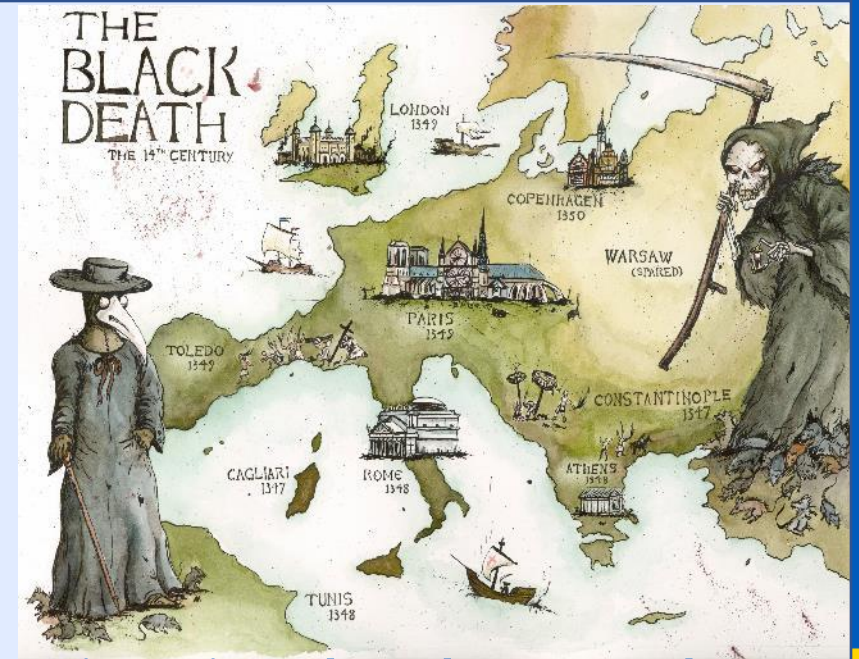 THE
BLACK
DEATH
THE 14TH CENTURY
LONDON
1349
COPENHAGEN
1350
WARSAW
(SPARED)
PARIS
1349
TOLEDO
1349
CONSTANTINOPLE
1347
CAGLIARI
1347
ROME
1348
ATHENS
1348
TUNIS
1348